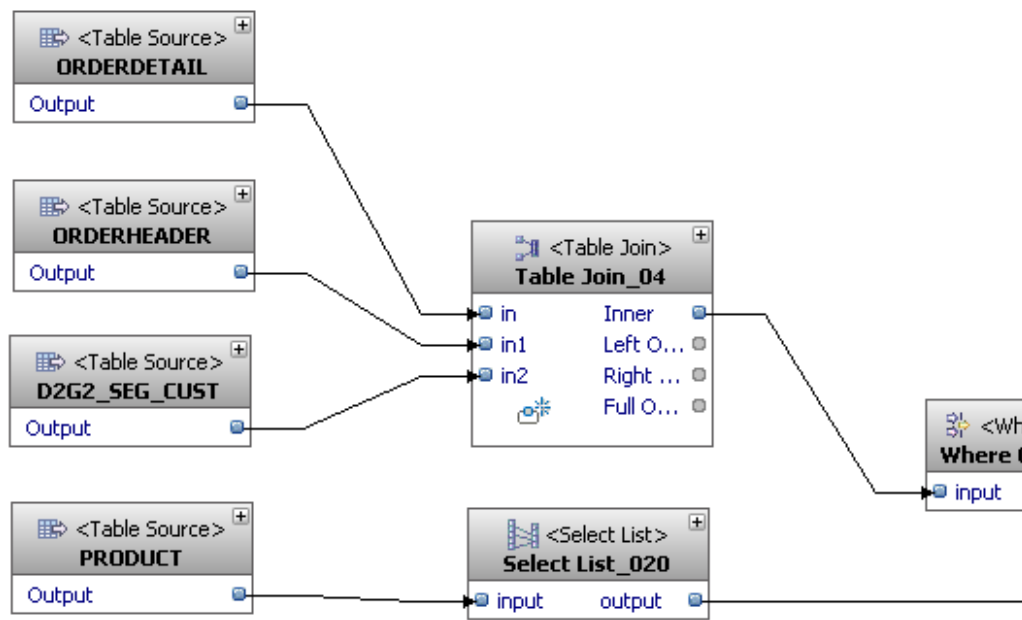 <Table Source>
ORDERDETAIL
Output
<Table Source>
ORDERHEADER
Output
<Table Source>
D2G2_SEG_CUST
Output
<Table Join>
Table Join_04
in Inner
in1 Left O...
in2 Right ...
Full O...
<Wh
Where
input
<Table Source>
PRODUCT
Output
<Select List>
Select List_020
input output